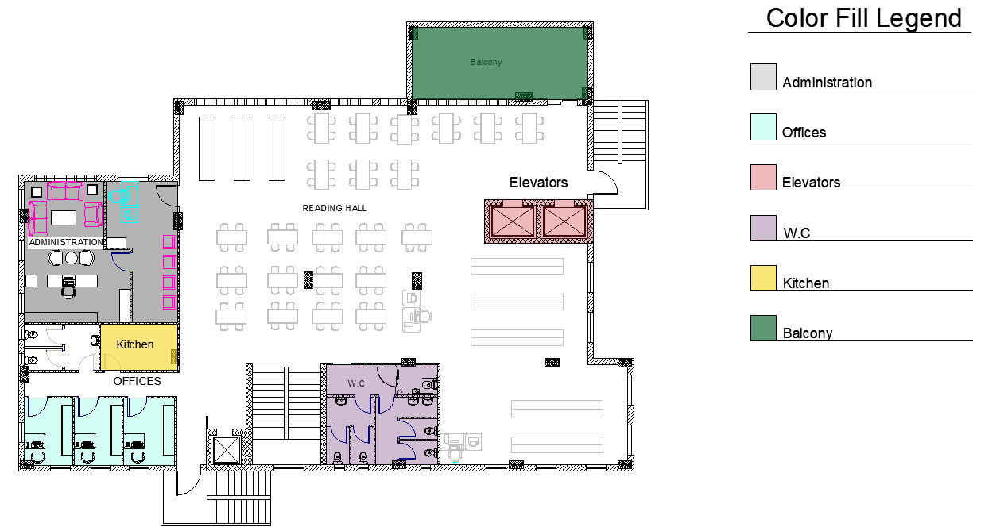 Color Fill Legend
Balcony
Administration
Offices
Elevators
Elevators
READING HALL
W.C
ADMINISTRATION
Kitchen
Kitchen
Balcony
OFFICES
W.C